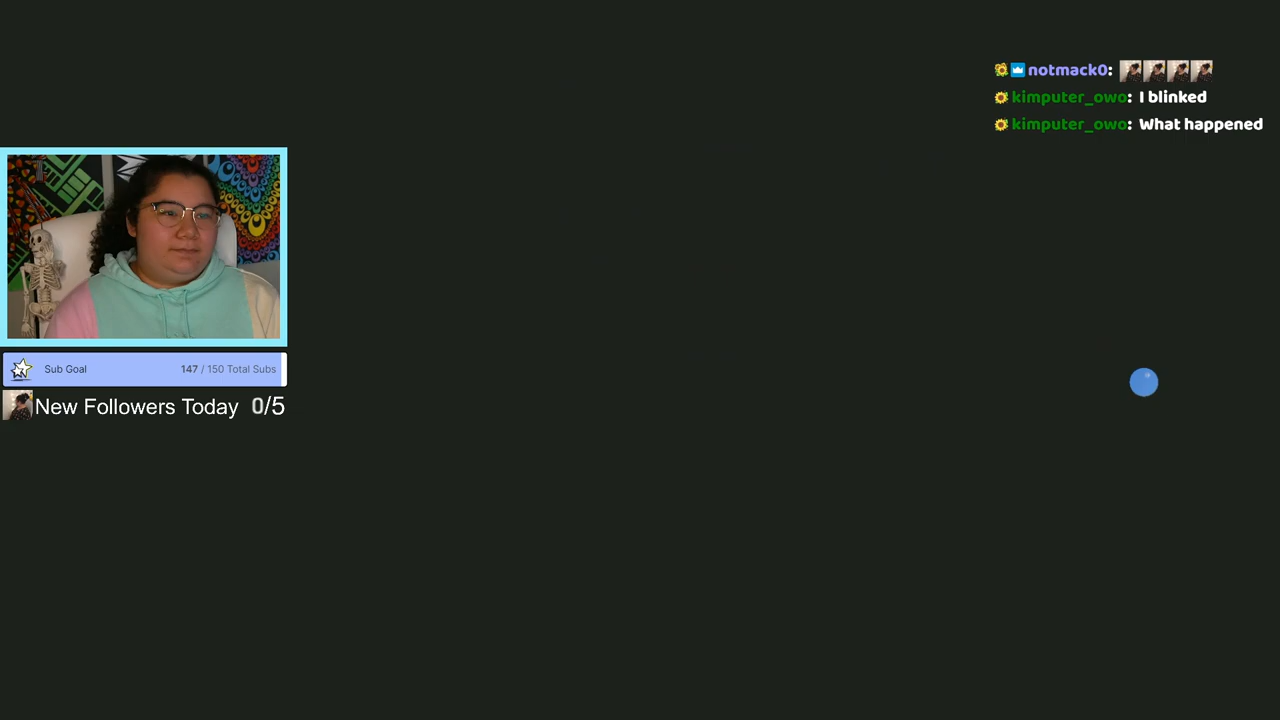 notmack0:
kimputer_owo: I blinked
kimputer_owo: What happened
Sub Goal 147 / 150 Total Subs
New Followers Today 0/5